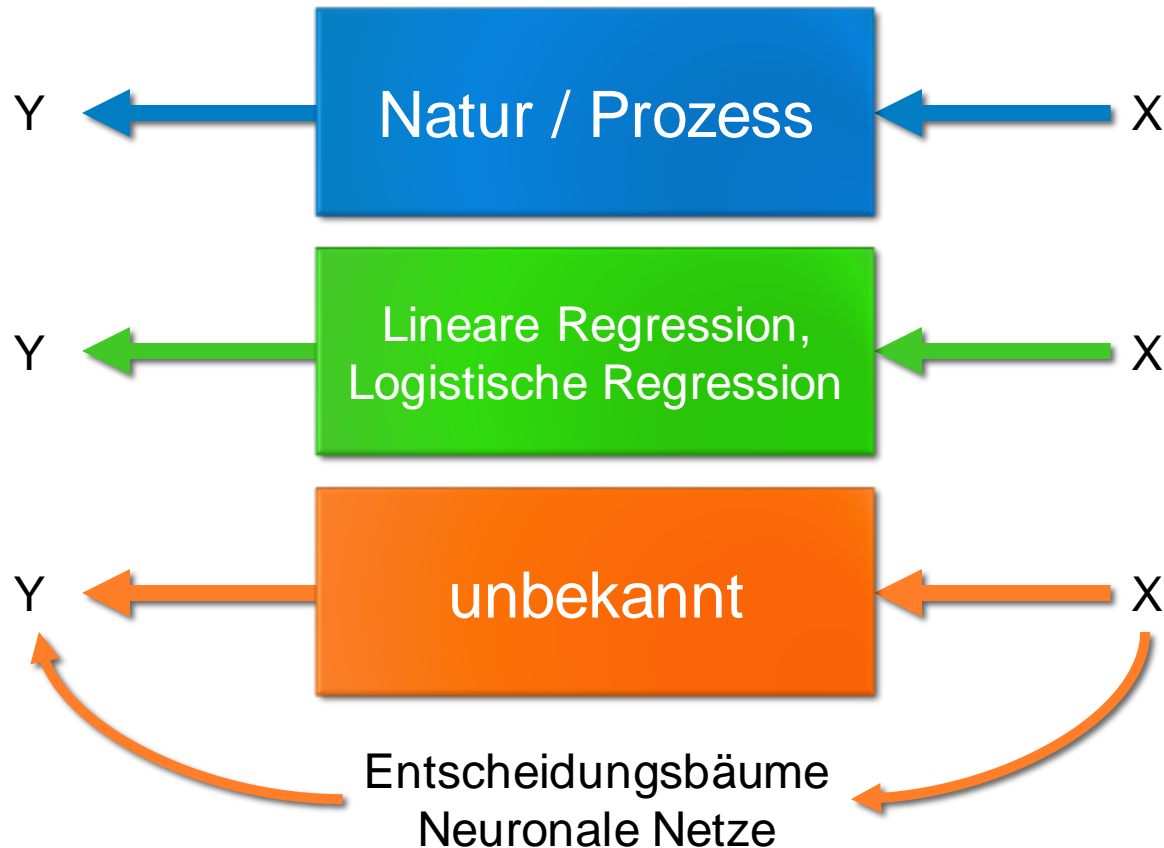 Y Natur / Prozess X
Lineare Regression,
Y Logistische Regression X
Y unbekannt X
Entscheidungsbäume
Neuronale Netze